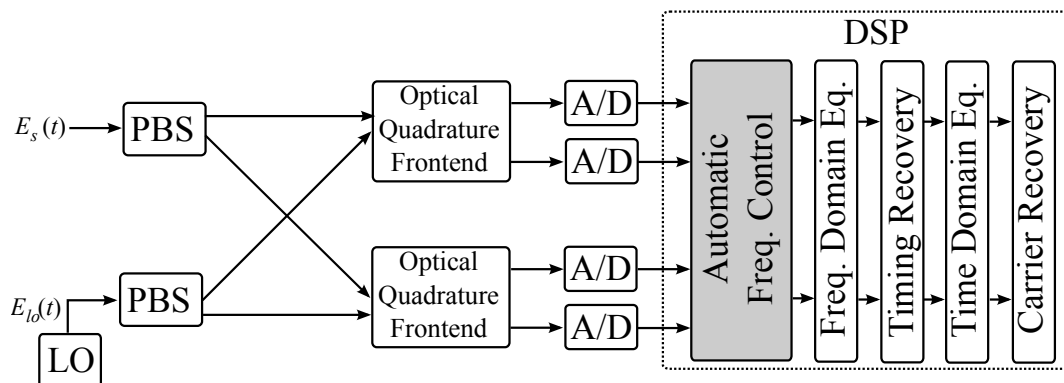 DSP
E_s(t)
PBS
Optical
Quadrature
Frontend
A/D
A/D
E_lo(t)
LO
PBS
Optical
Quadrature
Frontend
A/D
A/D
Automatic
Freq. Control
Freq. Domain Eq.
Timing Recovery
Time Domain Eq.
Carrier Recovery